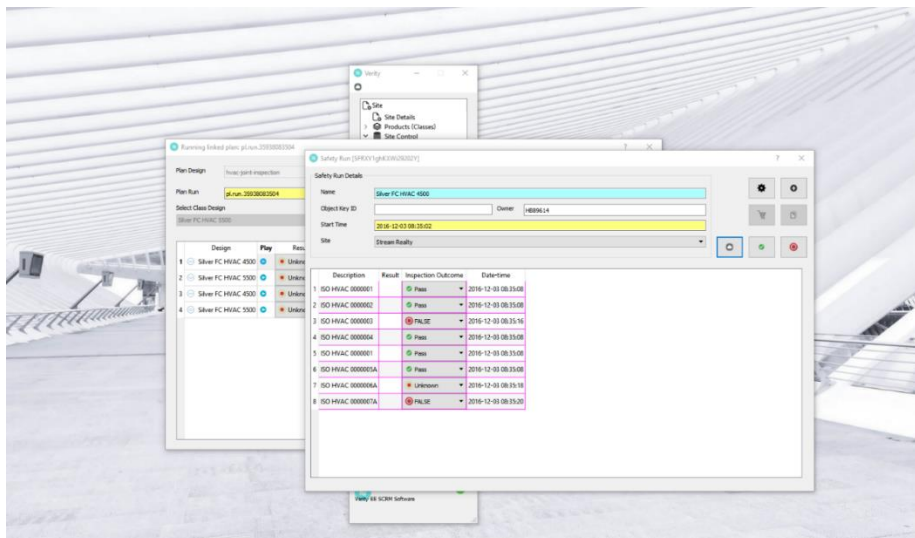 Verity
Site
Site Details
Products (Classes)
Site Control
Running linked plan: pl.run.39308083504
Plan Design hvac joint inspection
Plan Run pl.run.39308083504
Select Class Design
Silver FC HVAC 5500
Design Play
1 Silver FC HVAC 4500
2 Silver FC HVAC 5500
3 Silver FC HVAC 4500
4 Silver FC HVAC 5500
Safety Run Details
Name Silver FC HVAC 4500
Object Key ID Owner H889614
Start Time 2016-12-03 08:35:02
Site Stream Realty
Description Result Inspection Outcome Date-time
1 ISO HVAC 0000001 Pass 2016-12-03 08:35:08
2 ISO HVAC 0000002 Pass 2016-12-03 08:35:08
3 ISO HVAC 0000003 FALSE 2016-12-03 08:35:16
4 ISO HVAC 0000004 Pass 2016-12-03 08:35:08
5 ISO HVAC 0000001 Pass 2016-12-03 08:35:08
6 ISO HVAC 0000005A Pass 2016-12-03 08:35:08
7 ISO HVAC 0000006A Unknown 2016-12-03 08:35:18
8 ISO HVAC 0000007A FALSE 2016-12-03 08:35:20
SCRM Software